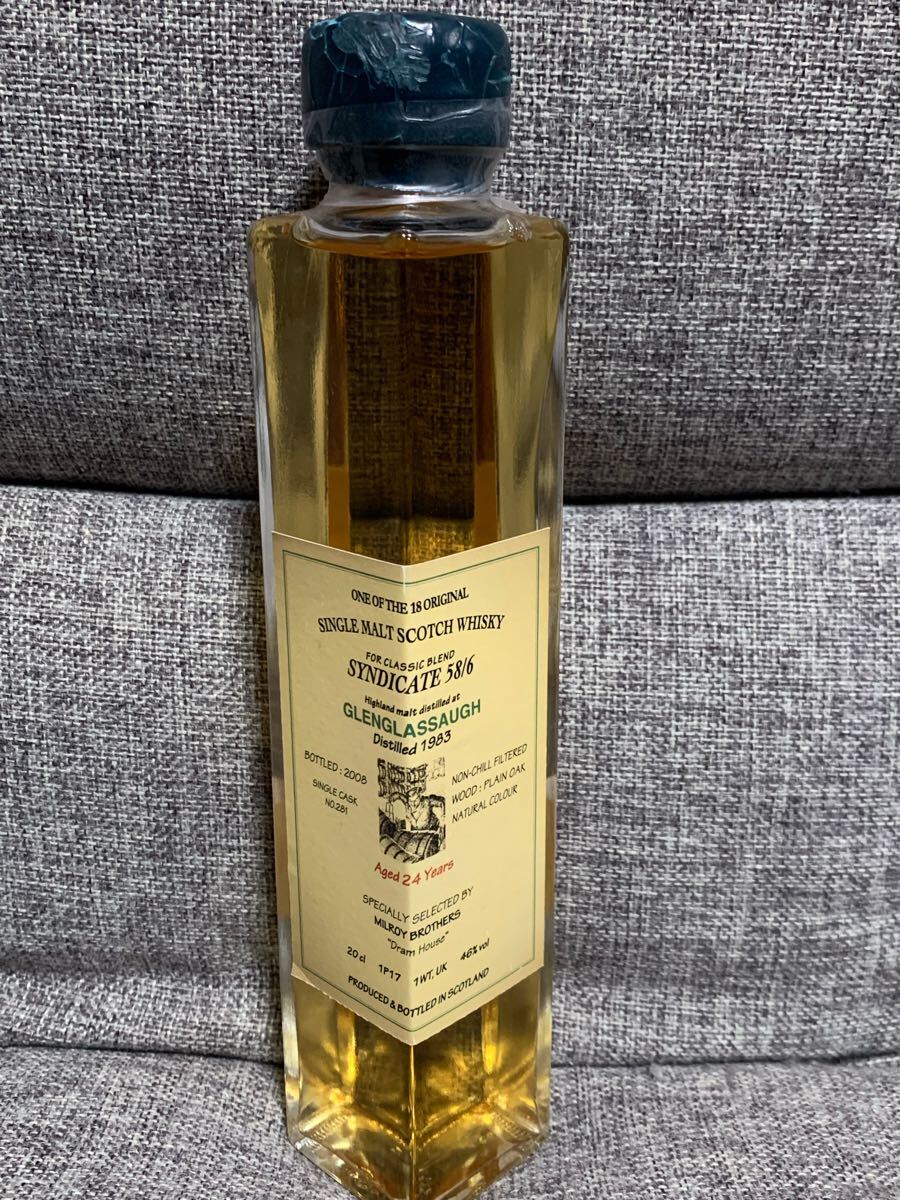 ONE OF THE 18 ORIGINAL
SINGLE MALT SCOTCH WHISKY
FOR CLASSIC BLEND
SYNDICATE 58/6
Highland malt distilled at
GLENGLASSAUGH
Distilled 1983
BOTTLED : 2008
SINGLE CASK
NO.281
NON-CHILL FILTERED
WOOD : PLAIN OAK
NATURAL COLOUR
Aged 24 Years
SPECIALLY SELECTED BY
MILROY BROTHERS
"Dram House"
20 cl 1P17 1WT, UK 46% vol
PRODUCED & BOTTLED IN SCOTLAND